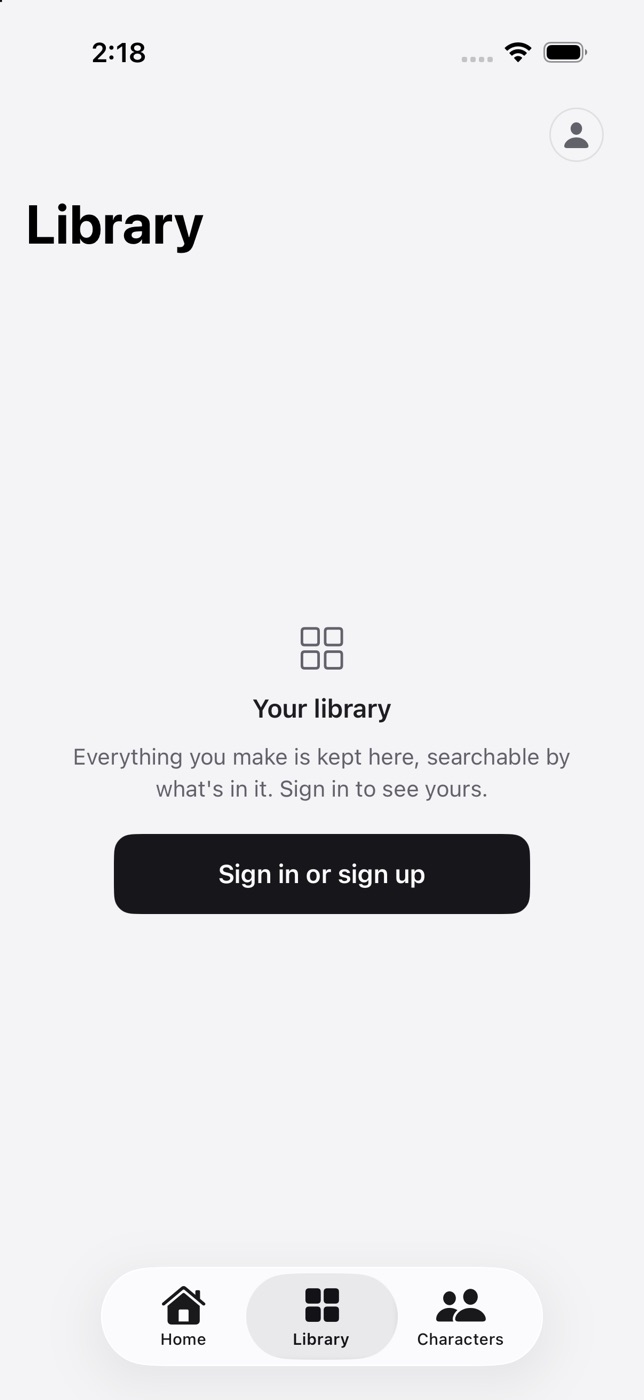 2:18
Library
Your library
Everything you make is kept here, searchable by
what's in it. Sign in to see yours.
Sign in or sign up
Home
Library
Characters